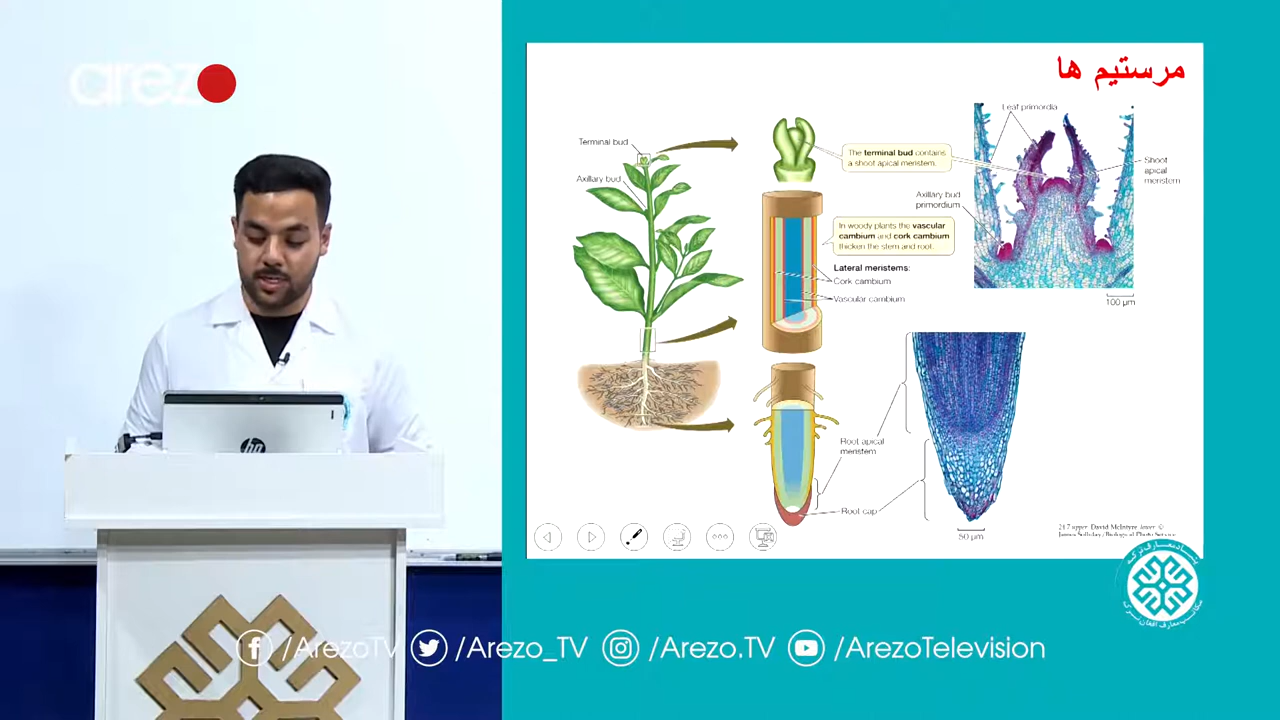 arezo
مرستیم ها
Leaf primordia
Terminal bud
The terminal bud contains
a shoot apical meristem.
Shoot
apical
meristem
Axillary bud
Axillary bud
primordium
In woody plants the vascular
cambium and cork cambium
thicken the stem and root.
Lateral meristems:
Cork cambium
Vascular cambium
100 µm
Root apical
meristem
Root cap
50 µm
hp
/ArezoTV
/Arezo_TV
/Arezo.TV
/ArezoTelevision